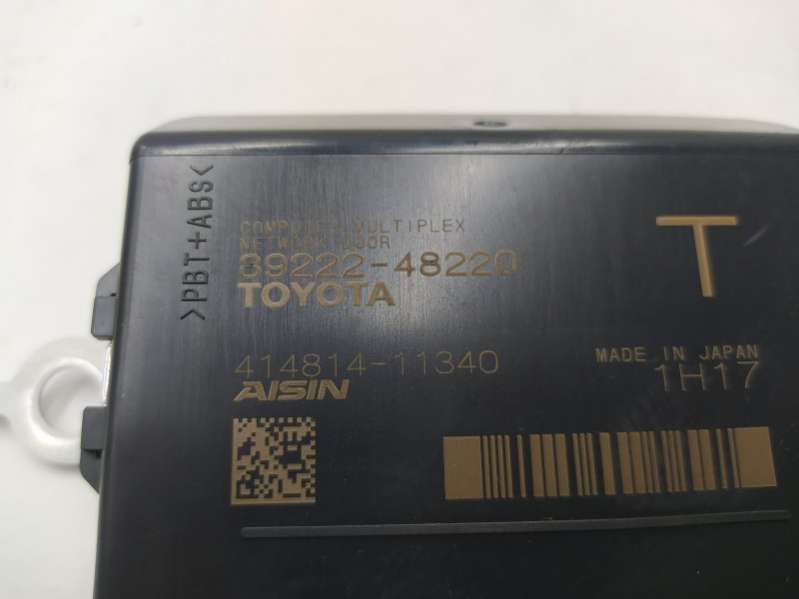 >PBT+ABS<
COMPUTER MULTIPLEX
NETWORK DOOR
89222-48220
TOYOTA
T
414814-11340
AISIN
MADE IN JAPAN
1H17